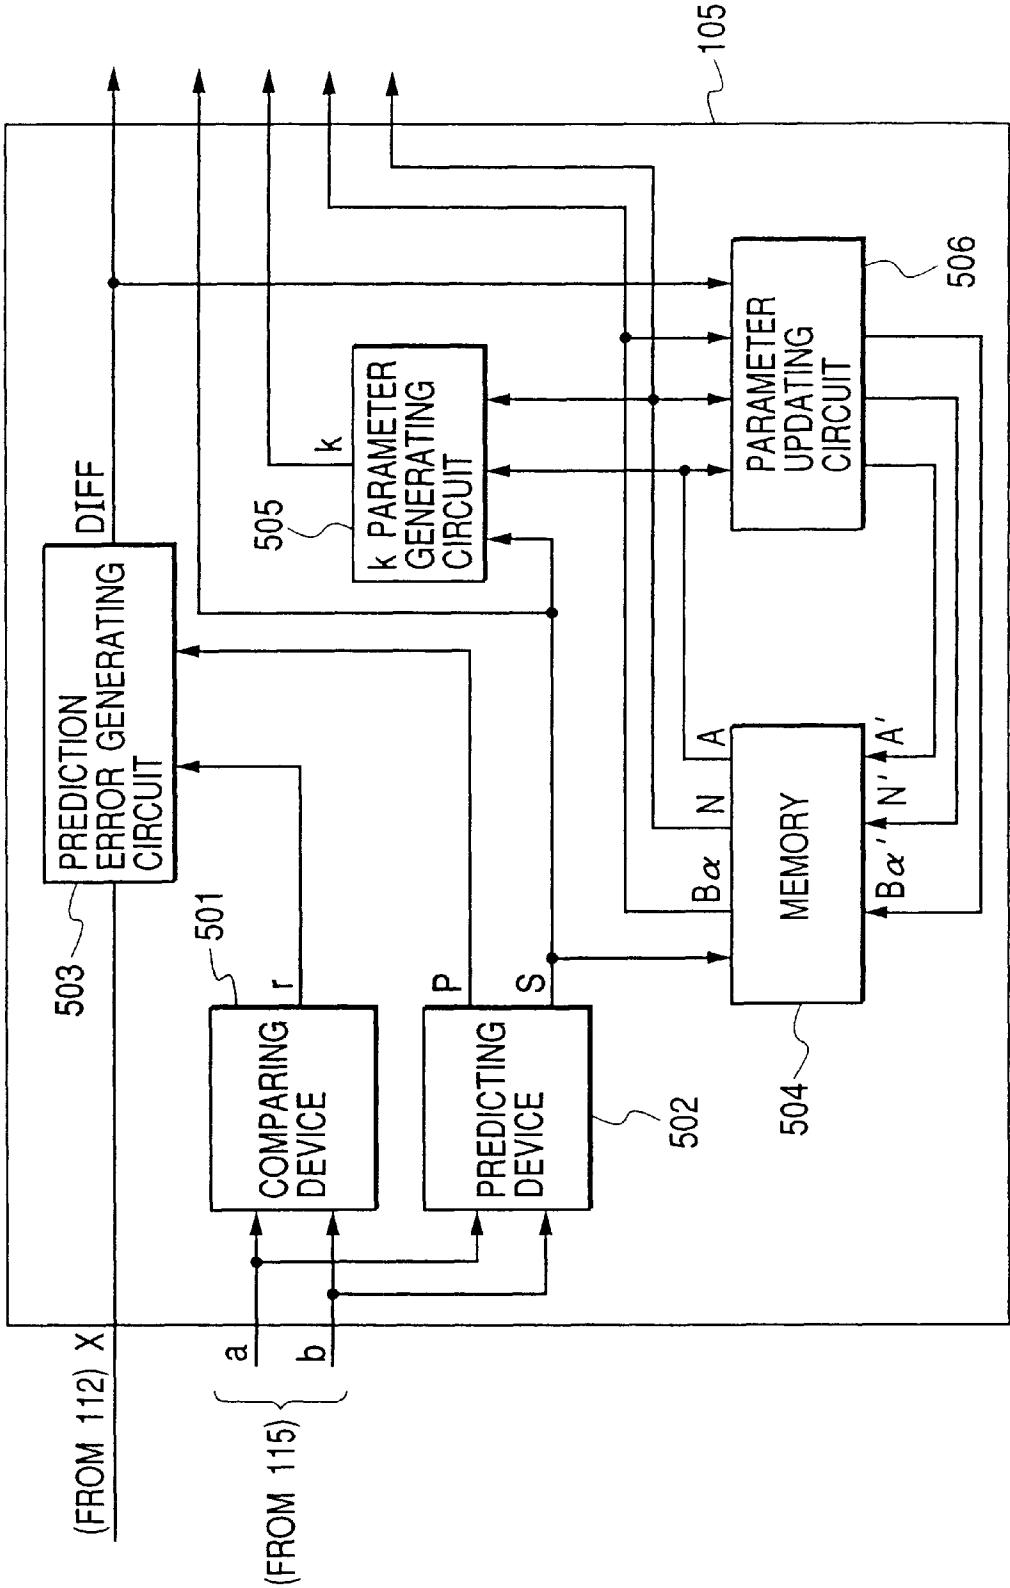 (FROM 112) X
a
b
(FROM 115)
503
PREDICTION
ERROR GENERATING
CIRCUIT
DIFF
501
COMPARING
DEVICE
r
PREDICTING
DEVICE
P
S
502
505
k PARAMETER
GENERATING
CIRCUIT
k
Bα
N
A
MEMORY
504
Bα'
N'
A'
PARAMETER
UPDATING
CIRCUIT
506
105